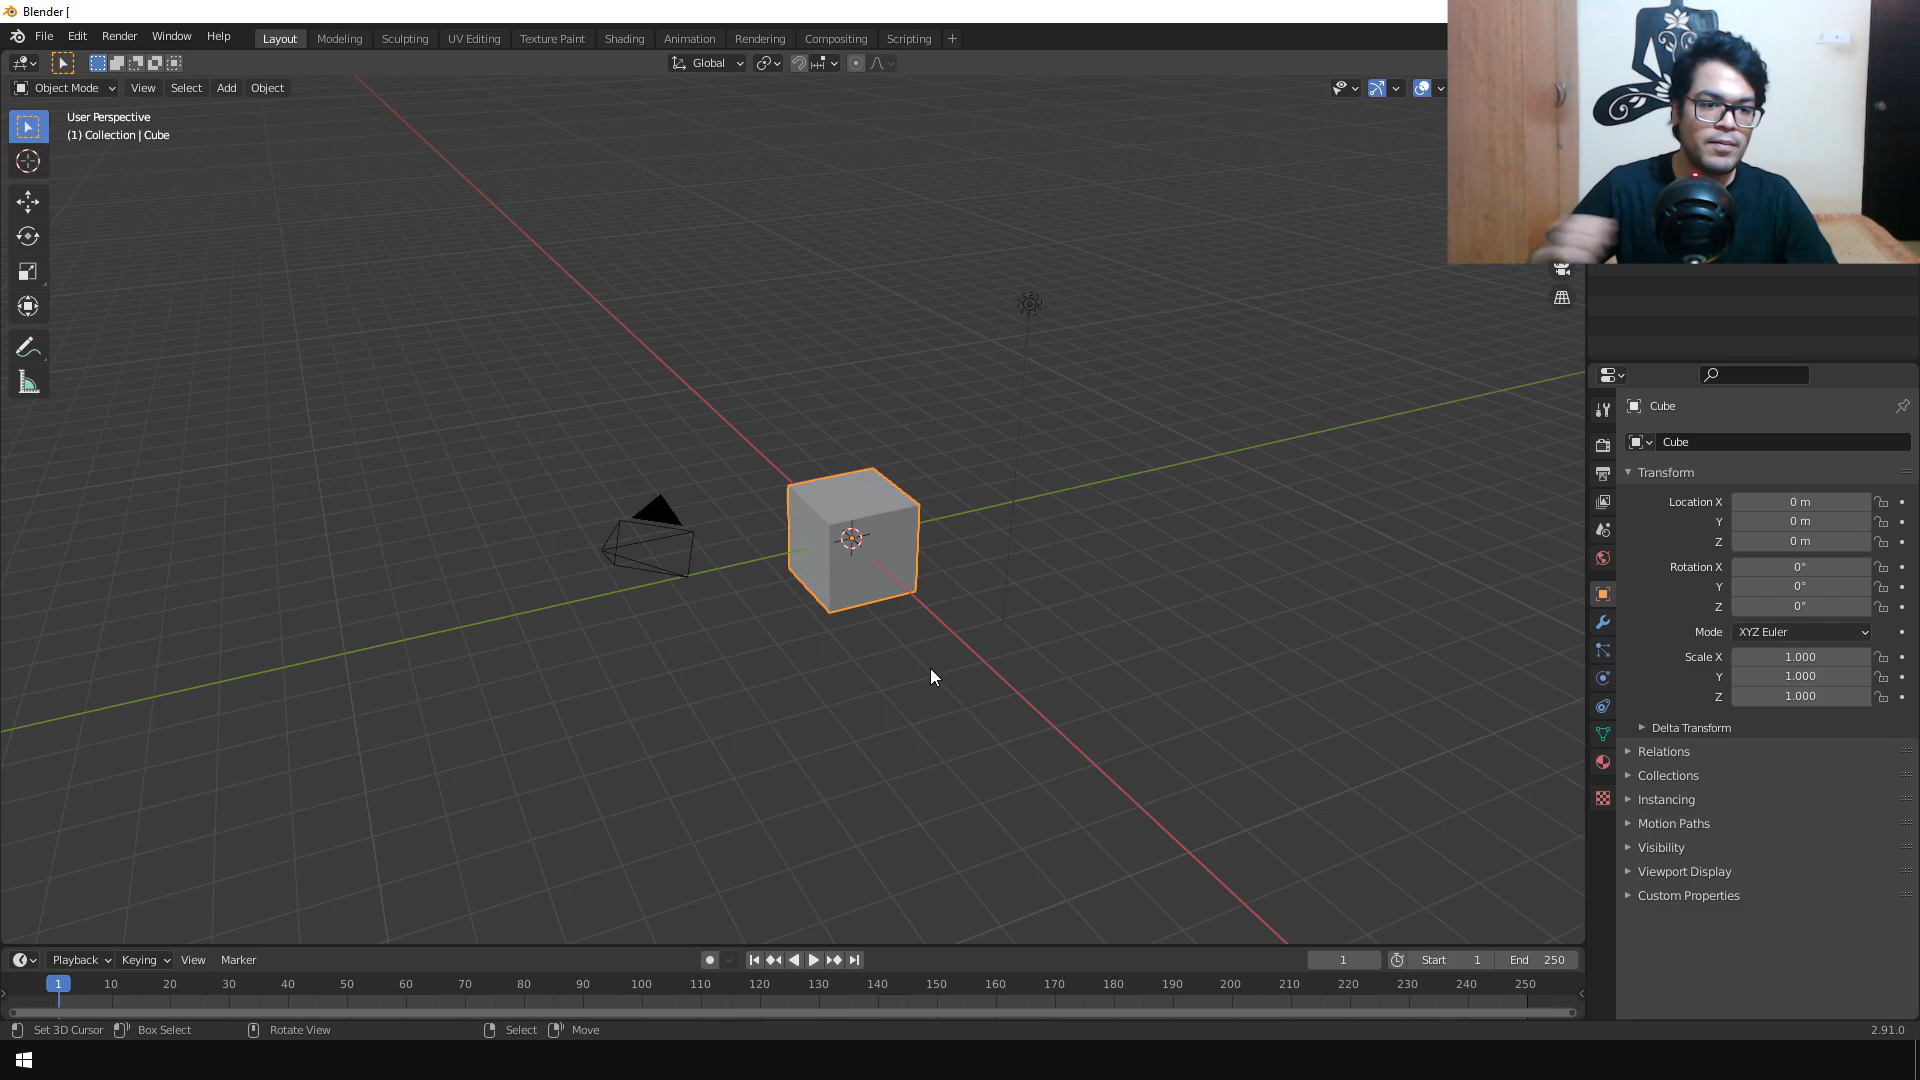 Blender [
File Edit Render Window Help
Layout Modeling Sculpting UV Editing Texture Paint Shading Animation Rendering Compositing Scripting +
Global
Object Mode View Select Add Object
User Perspective
(1) Collection | Cube
Cube
Cube
Transform
Location X 0 m
Y 0 m
Z 0 m
Rotation X 0°
Y 0°
Z 0°
Mode XYZ Euler
Scale X 1.000
Y 1.000
Z 1.000
Delta Transform
Relations
Collections
Instancing
Motion Paths
Visibility
Viewport Display
Custom Properties
Playback Keying View Marker 1 Start 1 End 250
1 10 20 30 40 50 60 70 80 90 100 110 120 130 140 150 160 170 180 190 200 210 220 230 240 250
Set 3D Cursor Box Select Rotate View Select Move 2.91.0